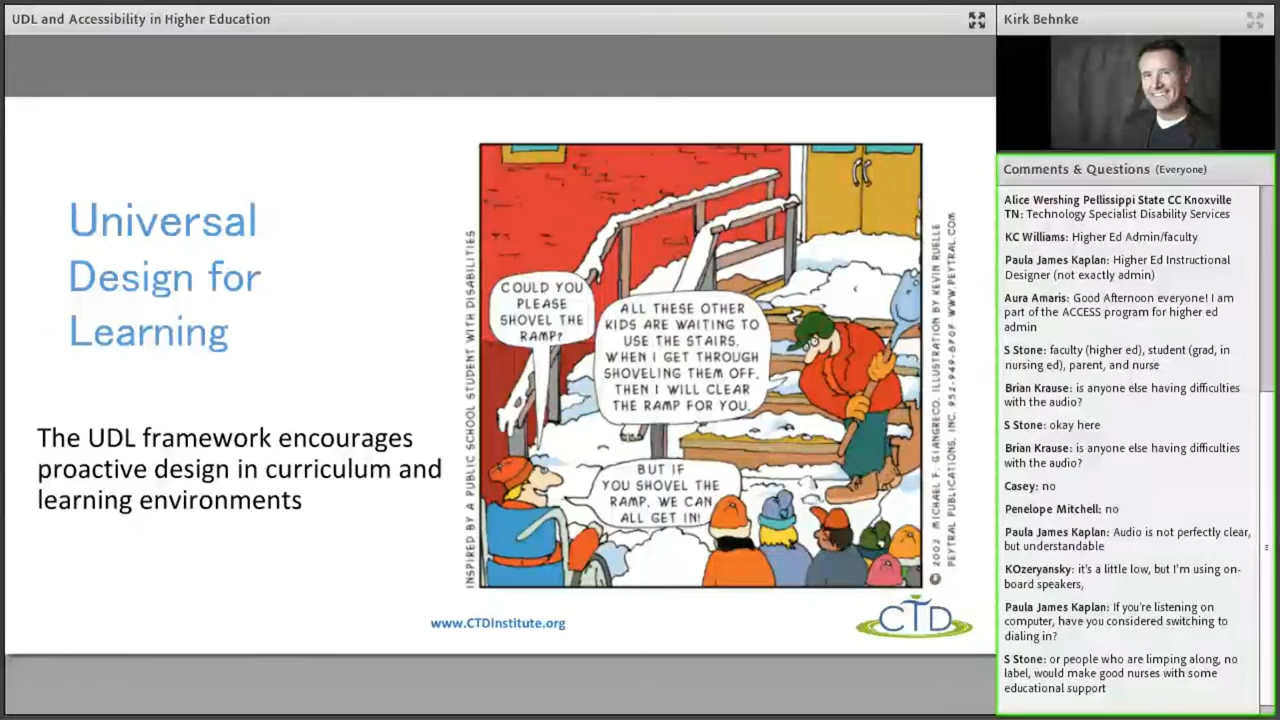 UDL and Accessibility in Higher Education
Universal
Design for
Learning
The UDL framework encourages
proactive design in curriculum and
learning environments
INSPIRED BY A PUBLIC SCHOOL STUDENT WITH DISABILITIES
COULD YOU
PLEASE
SHOVEL THE
RAMP?
ALL THESE OTHER
KIDS ARE WAITING TO
USE THE STAIRS.
WHEN I GET THROUGH
SHOVELING THEM OFF,
THEN I WILL CLEAR
THE RAMP FOR YOU.
BUT IF
YOU SHOVEL THE
RAMP, WE CAN
ALL GET IN!
© 2002 MICHAEL F. GIANGRECO, ILLUSTRATION BY KEVIN RUELLE
PEYTRAL PUBLICATIONS, INC. 952-949-8707 WWW.PEYTRAL.COM
www.CTDInstitute.org
CTD
Kirk Behnke
Comments & Questions (Everyone)
Alice Wershing Pellissippi State CC Knoxville
TN: Technology Specialist Disability Services
KC Williams: Higher Ed Admin/faculty
Paula James Kaplan: Higher Ed Instructional
Designer (not exactly admin)
Aura Amaris: Good Afternoon everyone! I am
part of the ACCESS program for higher ed
admin
S Stone: faculty (higher ed), student (grad, in
nursing ed), parent, and nurse
Brian Krause: is anyone else having difficulties
with the audio?
S Stone: okay here
Brian Krause: is anyone else having difficulties
with the audio?
Casey: no
Penelope Mitchell: no
Paula James Kaplan: Audio is not perfectly clear,
but understandable
KOzeryansky: it's a little low, but I'm using on-
board speakers,
Paula James Kaplan: If you're listening on
computer, have you considered switching to
dialing in?
S Stone: or people who are limping along, no
label, would make good nurses with some
educational support